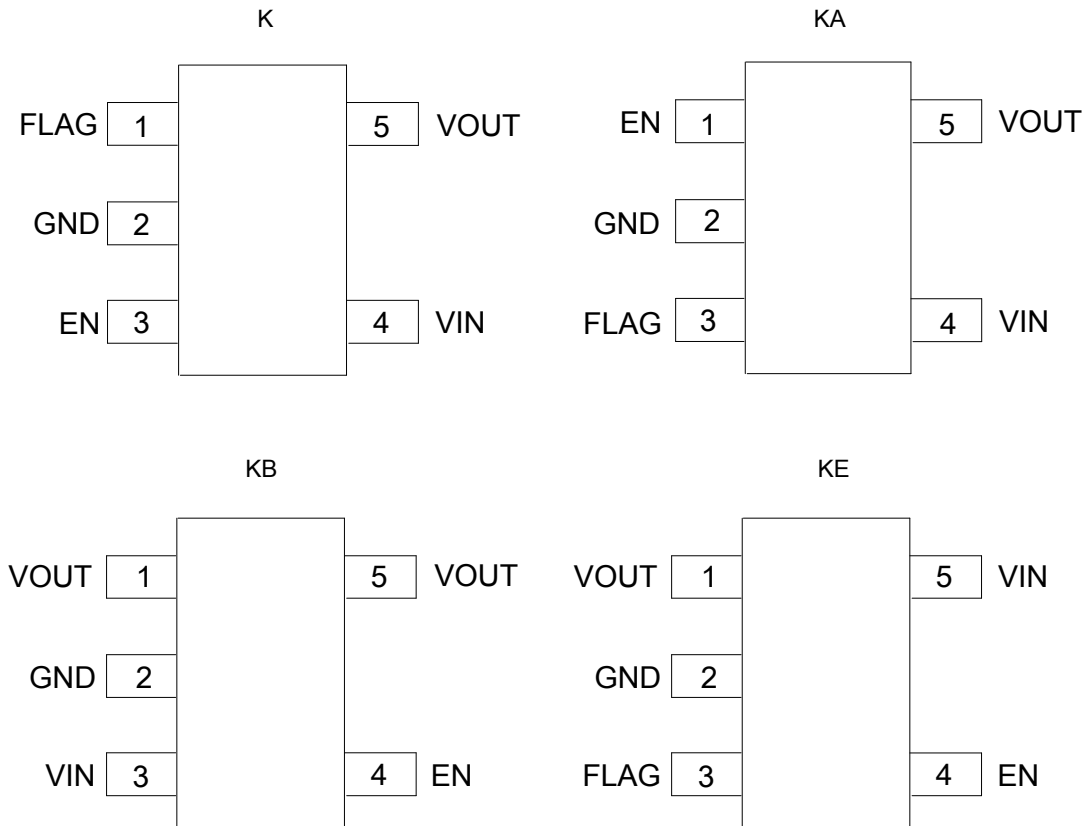 K
FLAG 1 5 VOUT
GND 2
EN 3 4 VIN
KA
EN 1 5 VOUT
GND 2
FLAG 3 4 VIN
KB
VOUT 1 5 VOUT
GND 2
VIN 3 4 EN
KE
VOUT 1 5 VIN
GND 2
FLAG 3 4 EN